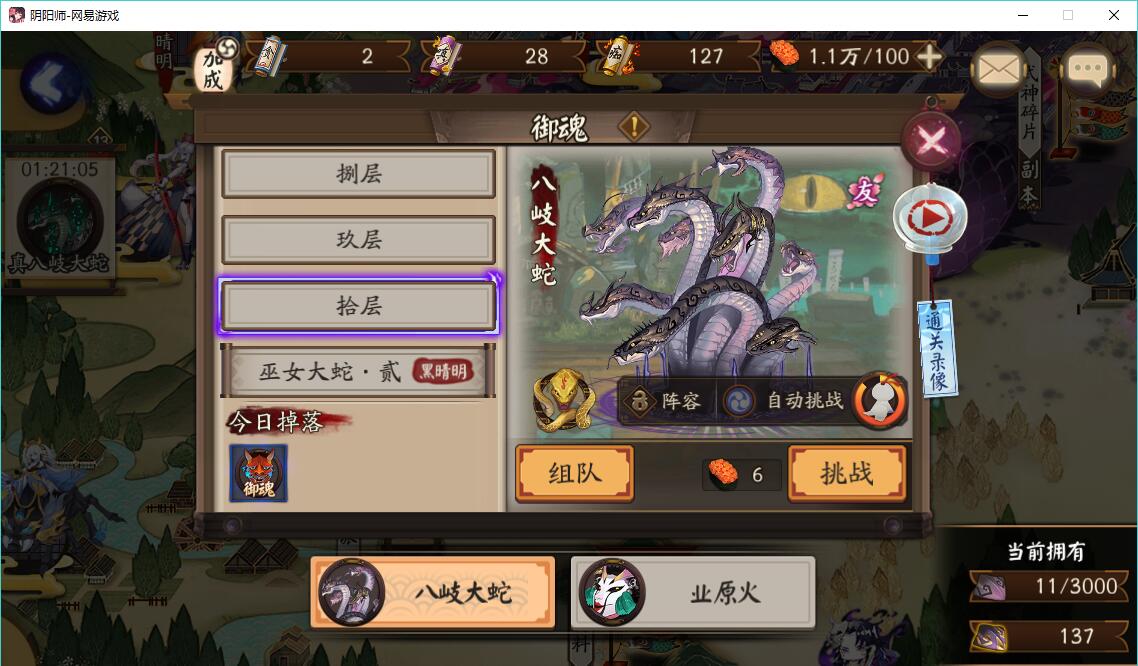 阴阳师-网易游戏
晴明
加成
2
28
127
1.1万/100
大神碎片
副本
13
01:21:05
真八岐大蛇
御魂
捌层
玖层
拾层
巫女大蛇·贰 黑晴明
今日掉落
御魂
八岐大蛇
友
通关录像
阵容
自动挑战
组队
6
挑战
八岐大蛇
业原火
当前拥有
11/3000
137